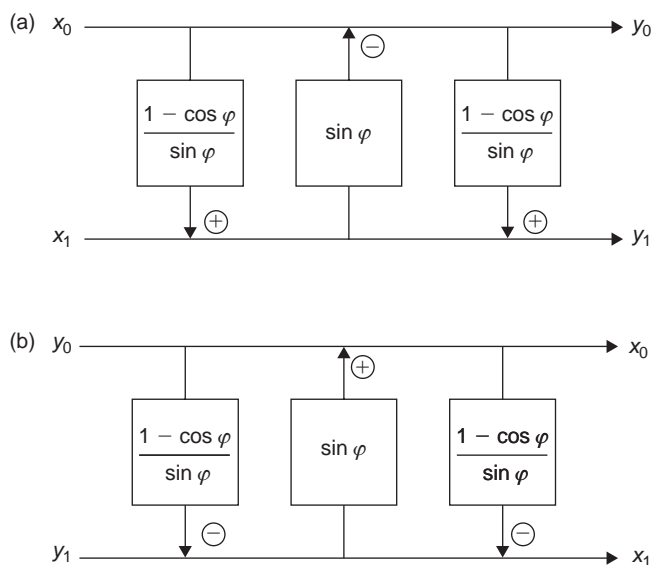 (a) x₀ y₀
⊖
1 − cos φ
sin φ
sin φ
1 − cos φ
sin φ
⊕ ⊕
x₁ y₁
(b) y₀ x₀
⊕
1 − cos φ
sin φ
sin φ
1 − cos φ
sin φ
⊖ ⊖
y₁ x₁